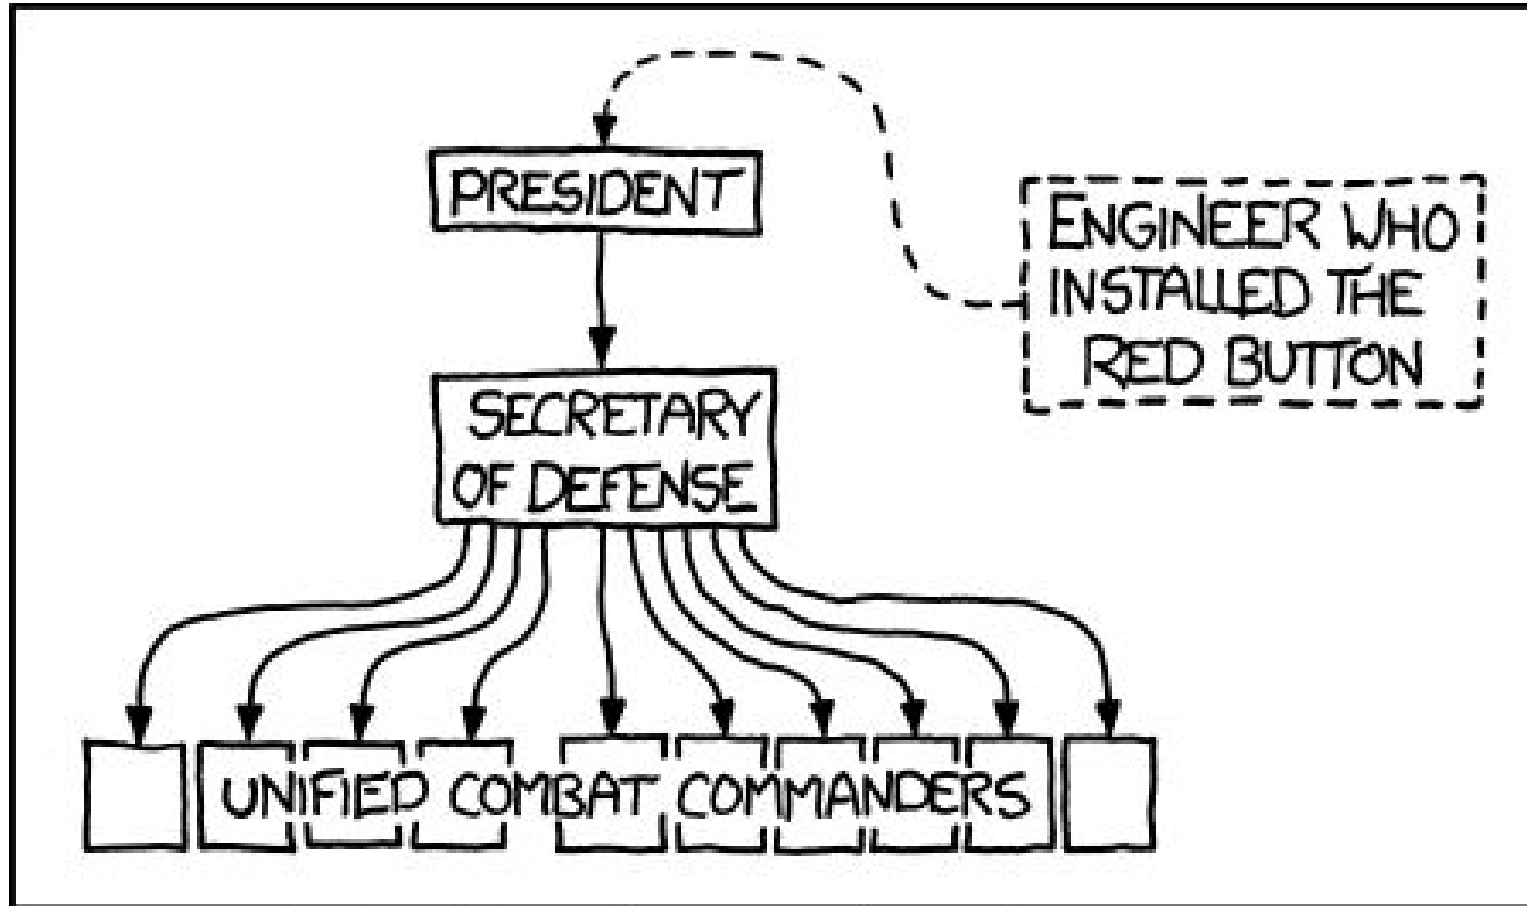 PRESIDENT
ENGINEER WHO
INSTALLED THE
RED BUTTON
SECRETARY
OF DEFENSE
UNIFIED COMBAT COMMANDERS